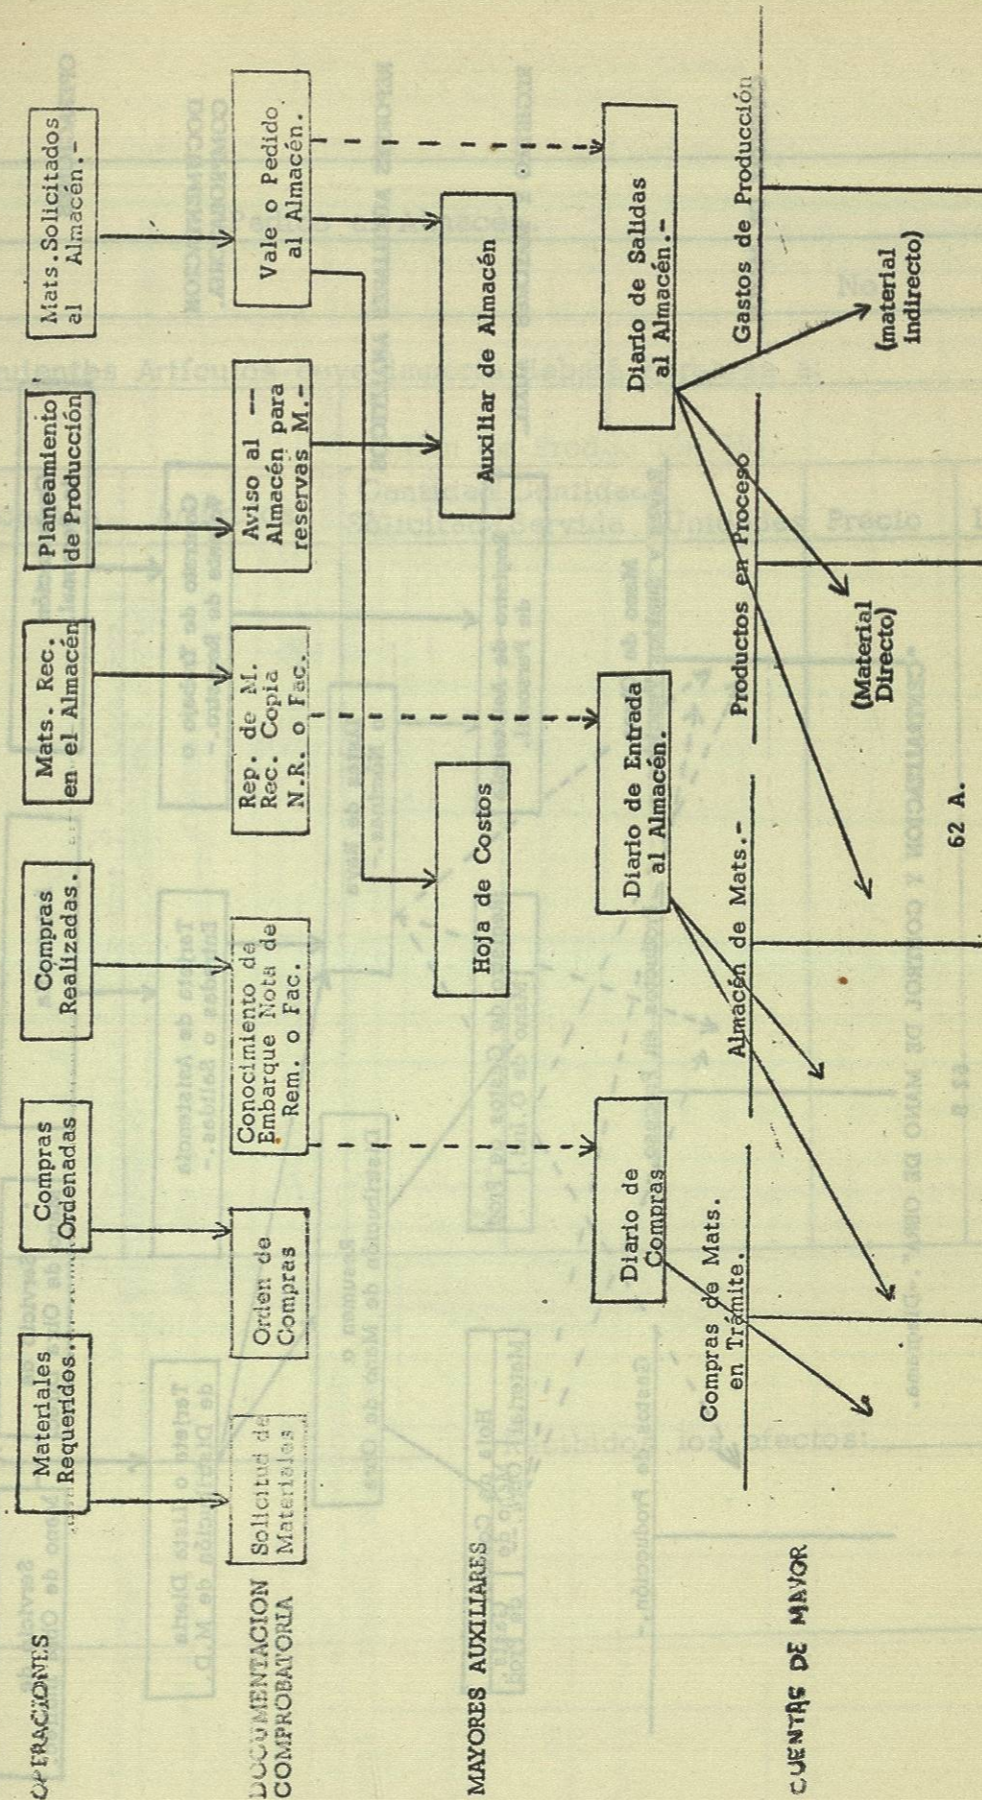 OPERACIONES
Materiales
Requeridos.
Compras
Ordenadas
Compras
Realizadas.
Mats. Rec.
en el Almacén
Planeamiento
de Producción
Mats.Solicitados
al Almacén.-
DOCUMENTACION
COMPROBATORIA
Solicitud de
Materiales
Orden de
Compras
Conocimiento de
Embarque Nota de
Rem. o Fac.
Rep. de M.
Rec. Copia
N.R. o Fac.
Aviso al --
Almacén para
reservas M.-
Vale o Pedido
al Almacén.
MAYORES AUXILIARES
Hoja de Costos
Auxiliar de Almacén
Diario de
Compras
Diario de Entrada
al Almacén.
Diario de Salidas
al Almacén.-
CUENTAS DE MAYOR
Compras de Mats.
en Trámite.
Almacén de Mats.-
Productos en Proceso
Gastos de Producción
(Material
Directo)
(material
indirecto)
62 A.